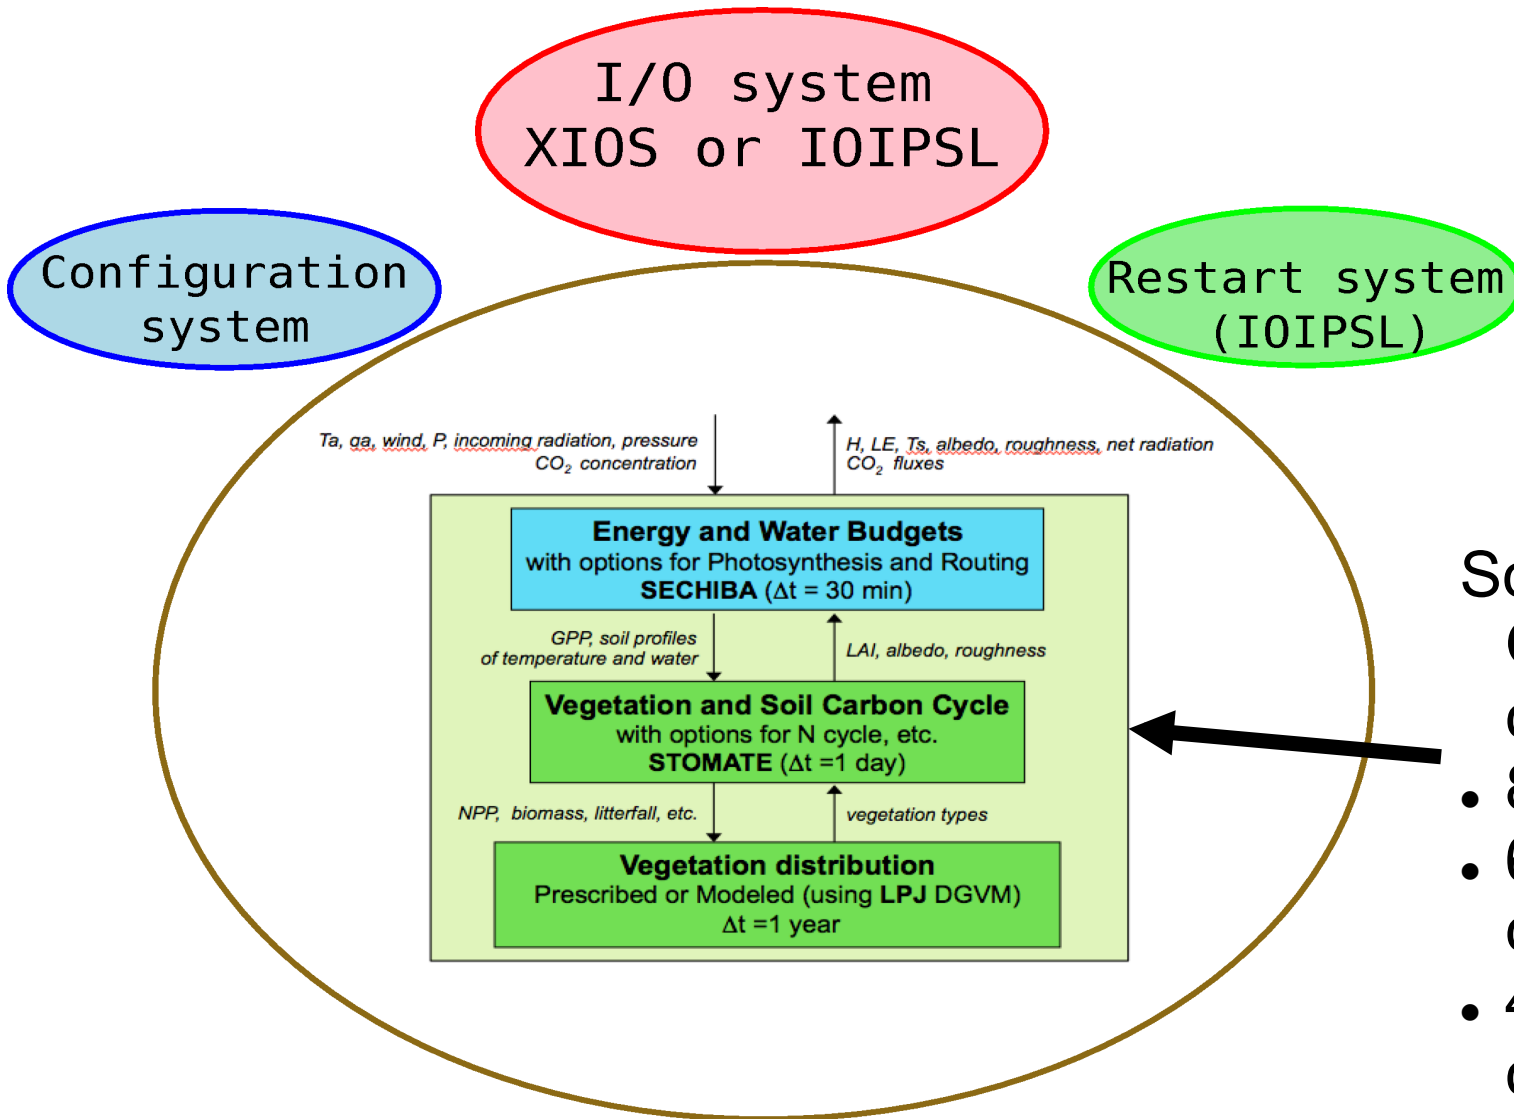 I/O system
XIOS or IOIPSL
Configuration
system
Restart system
(IOIPSL)
Ta, qa, wind, P, incoming radiation, pressure
CO₂ concentration
H, LE, Ts, albedo, roughness, net radiation
CO₂ fluxes
Energy and Water Budgets
with options for Photosynthesis and Routing
SECHIBA (Δt = 30 min)
GPP, soil profiles
of temperature and water
LAI, albedo, roughness
Vegetation and Soil Carbon Cycle
with options for N cycle, etc.
STOMATE (Δt =1 day)
NPP, biomass, litterfall, etc.
vegetation types
Vegetation distribution
Prescribed or Modeled (using LPJ DGVM)
Δt =1 year